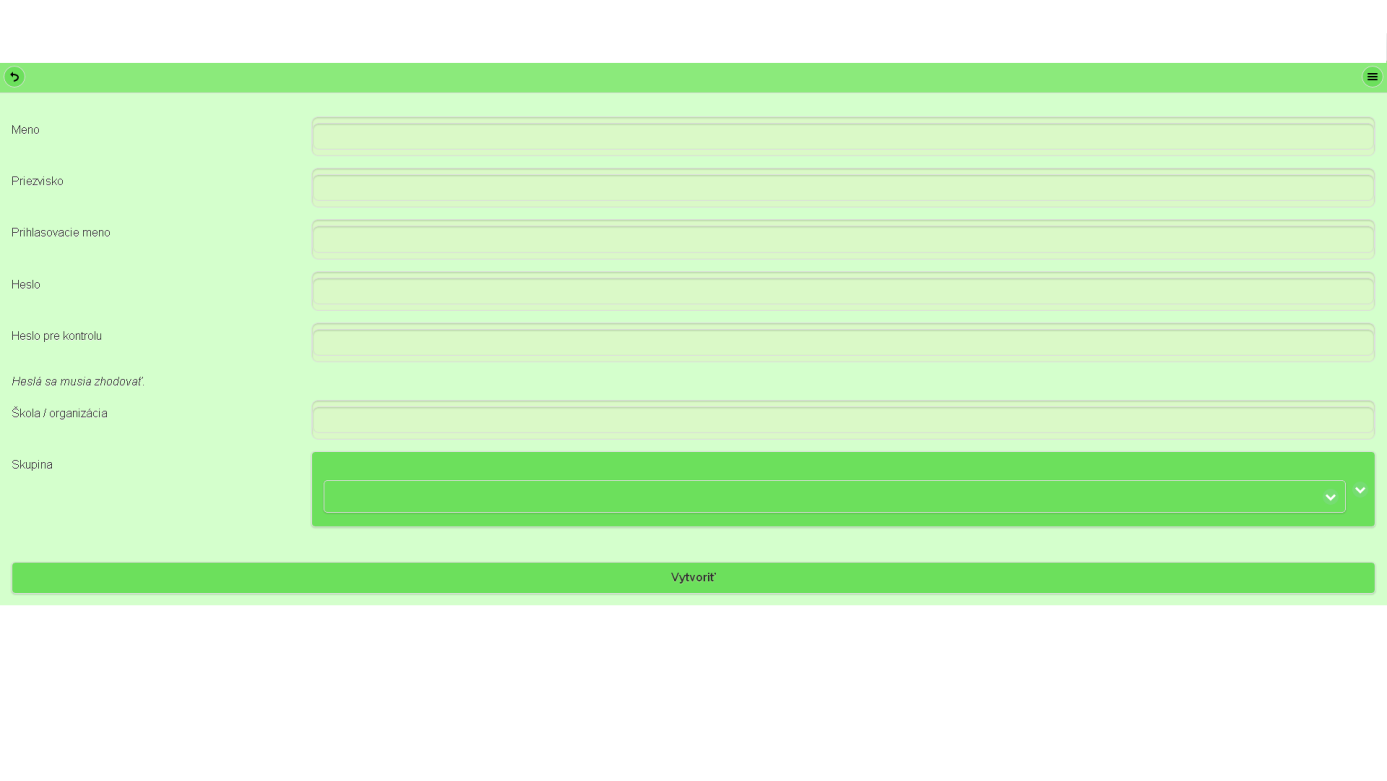 Meno
Priezvisko
Prihlasovacie meno
Heslo
Heslo pre kontrolu
Heslá sa musia zhodovať.
Škola / organizácia
Skupina
Vytvoriť